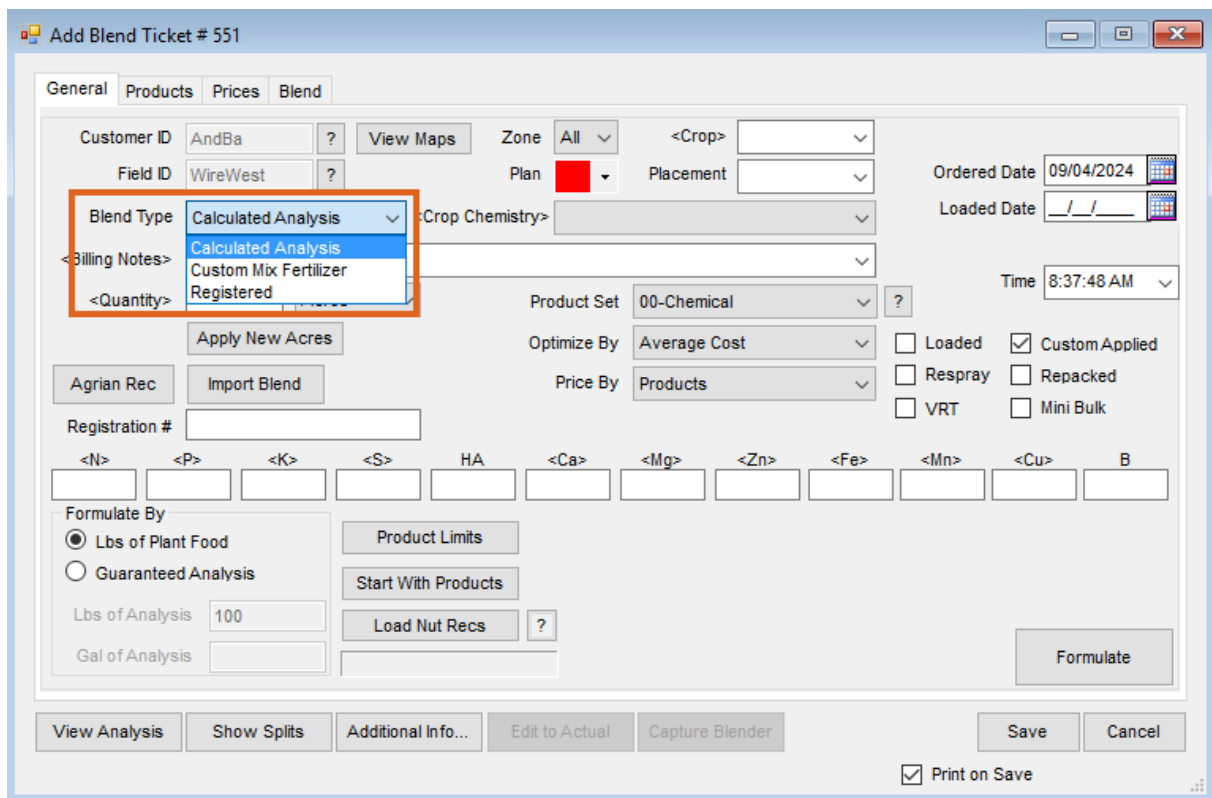 Add Blend Ticket # 551
General Products Prices Blend
Customer ID AndBa ? View Maps Zone All <Crop>
Field ID WireWest ? Plan Placement Ordered Date 09/04/2024
Blend Type Calculated Analysis <Crop Chemistry> Loaded Date _/_/____
Calculated Analysis
<Billing Notes>
Custom Mix Fertilizer
Time 8:37:48 AM
<Quantity> Registered Product Set 00-Chemical ?
Apply New Acres Optimize By Average Cost Loaded Custom Applied
Agrian Rec Import Blend Price By Products Respray Repacked
VRT Mini Bulk
Registration #
<N> <P> <K> <S> HA <Ca> <Mg> <Zn> <Fe> <Mn> <Cu> B
Formulate By
Lbs of Plant Food Product Limits
Guaranteed Analysis Start With Products
Lbs of Analysis 100 Load Nut Recs ?
Gal of Analysis Formulate
View Analysis Show Splits Additional Info... Edit to Actual Capture Blender Save Cancel
Print on Save